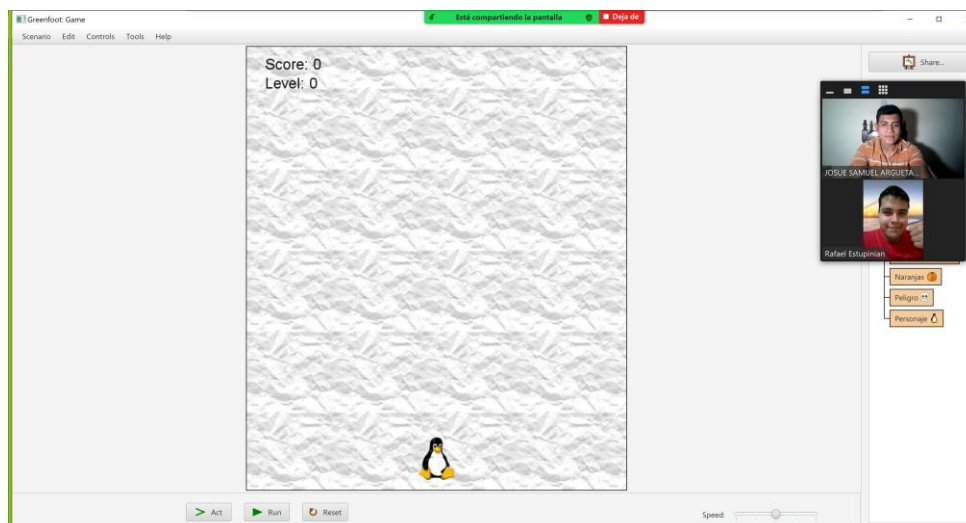 Greenfoot: Game
Está compartiendo la pantalla
Deja de
Scenario Edit Controls Tools Help
Share...
Score: 0
Level: 0
JOSUE SAMUEL ARGUETA...
Rafael Estupinian
Naranjas
Peligro
Personaje
Act
Run
Reset
Speed: